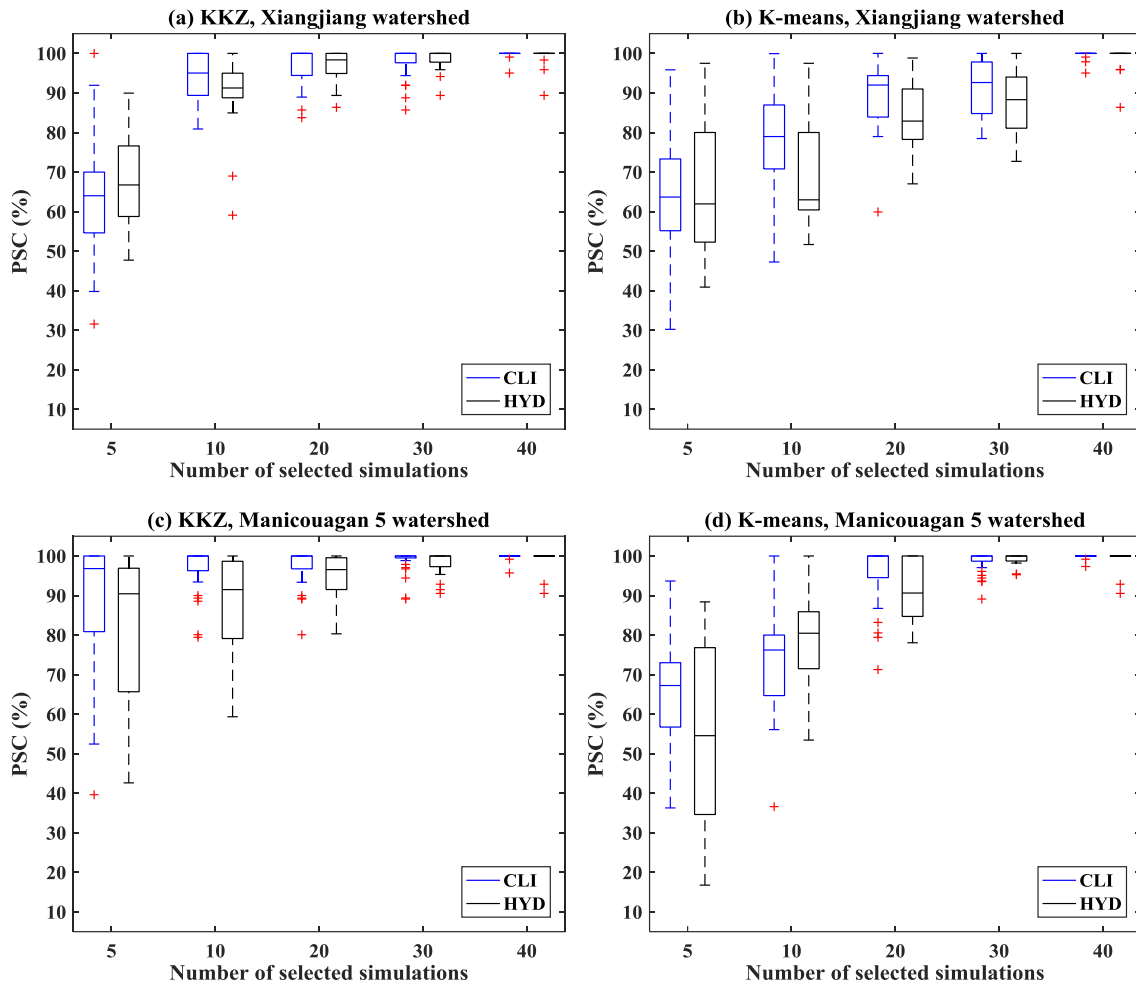 (a) KKZ, Xiangjiang watershed
100
90
80
70
60
50
40
30
20
10
PSC (%)
CLI
HYD
5 10 20 30 40
Number of selected simulations
(b) K-means, Xiangjiang watershed
100
90
80
70
60
50
40
30
20
10
PSC (%)
CLI
HYD
5 10 20 30 40
Number of selected simulations
(c) KKZ, Manicouagan 5 watershed
100
90
80
70
60
50
40
30
20
10
PSC (%)
CLI
HYD
5 10 20 30 40
Number of selected simulations
(d) K-means, Manicouagan 5 watershed
100
90
80
70
60
50
40
30
20
10
PSC (%)
CLI
HYD
5 10 20 30 40
Number of selected simulations